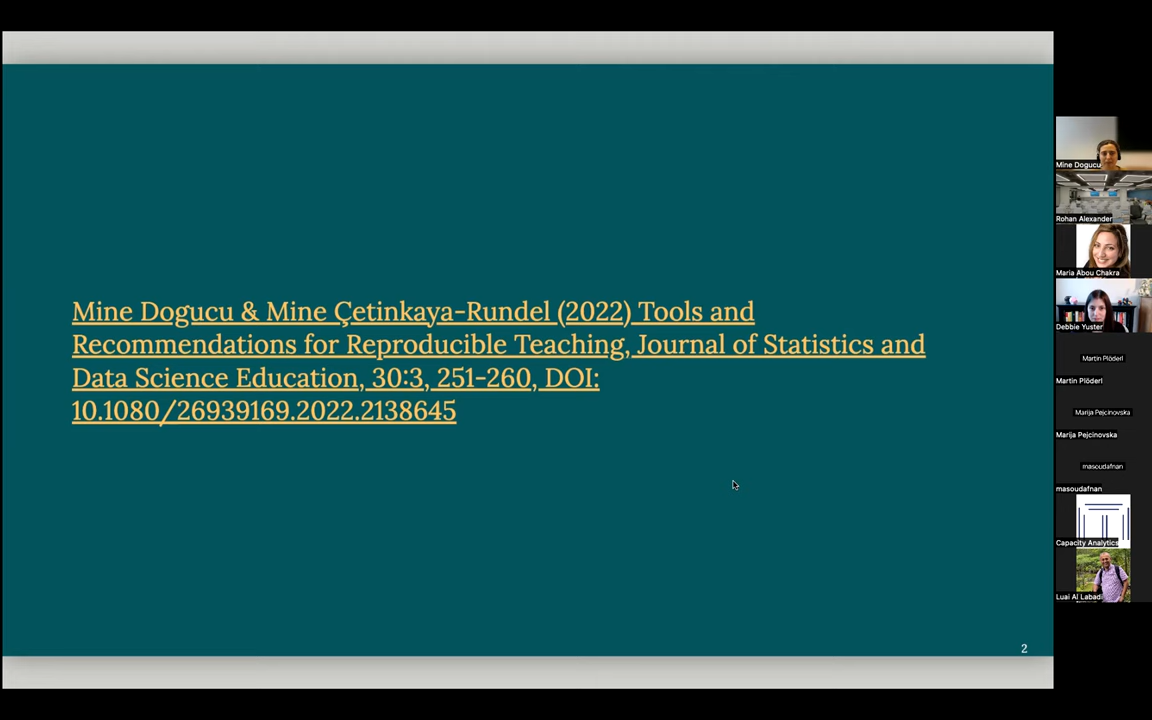 Mine Dogucu & Mine Çetinkaya-Rundel (2022) Tools and
Recommendations for Reproducible Teaching, Journal of Statistics and
Data Science Education, 30:3, 251-260, DOI:
10.1080/26939169.2022.2138645
2
Mine Dogucu
Rohan Alexander
Maria Abou Chakra
Debbie Yuster
Martin Plöderl
Martin Plöderl
Marija Pejcinovska
Marija Pejcinovska
masoudafnan
masoudafnan
Capacity Analytics
Luai Al Labadi